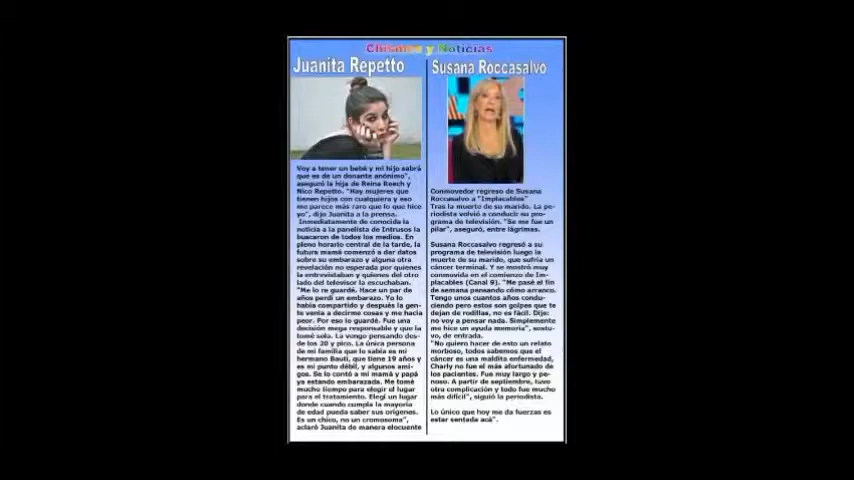 Chismes y Noticias
Juanita Repetto
Voy a tener un bebé y mi hijo sabrá
que es de un donante anónimo",
aseguró la hija de Reina Reech y
Nico Repetto. "Hay mujeres que
tienen hijos con cualquiera y eso
me parece más raro que lo que hice
yo", dijo Juanita a la prensa.
Inmediatamente de conocida la
noticia a la panelista de Intrusos la
buscaron de todos los medios. En
pleno horario central de la tarde, la
futura mamá comenzó a dar datos
sobre su embarazo y alguna otra
revelación no esperada por quienes
la entrevistaban y quienes del otro
lado del televisor la escuchaban.
"Me lo re guardé. Hace un par de
años perdí un embarazo. Yo lo
había compartido y después la gen-
te venía a decirme cosas y me hacía
peor. Por eso lo guardé. Fue una
decisión mega responsable y que la
tomé sola. La vengo pensando des-
de los 20 y pico. La única persona
de mi familia que lo sabía es mi
hermano Bauti, que tiene 19 años y
es mi punto débil, y algunos ami-
gos. Se lo contó a mi mamá y papá
ya estando embarazada. Me tomé
mucho tiempo para elegir el lugar
para el tratamiento. Elegí un lugar
donde cuando cumpla la mayoría
de edad pueda saber sus orígenes.
Es un chico, no un cromosoma",
aclaró Juanita de manera elocuente
Susana Roccasalvo
Conmovedor regreso de Susana
Roccasalvo a "Implacables"
Tras la muerte de su marido. La pe-
riodista volvió a conducir su pro-
grama de televisión. "Se me fue un
pilar", aseguró, entre lágrimas.
Susana Roccasalvo regresó a su
programa de televisión luego la
muerte de su marido, que sufría un
cáncer terminal. Y se mostró muy
conmovida en el comienzo de Im-
placables (Canal 9). "Me pasé el fin
de semana pensando cómo arranco.
Tengo unos cuantos años condu-
ciendo pero estos son golpes que te
dejan de rodillas, no es fácil. Dije:
no voy a pensar nada. Simplemente
me hice un ayuda memoria", sostu-
vo, de entrada.
"No quiero hacer de esto un relato
morboso, todos sabemos que el
cáncer es una maldita enfermedad,
Charly no fue el más afortunado de
los pacientes. Fue muy largo y pe-
noso. A partir de septiembre, tuvo
otra complicación y todo fue mucho
más difícil", siguió la periodista.
Lo único que hoy me da fuerzas es
estar sentada acá".